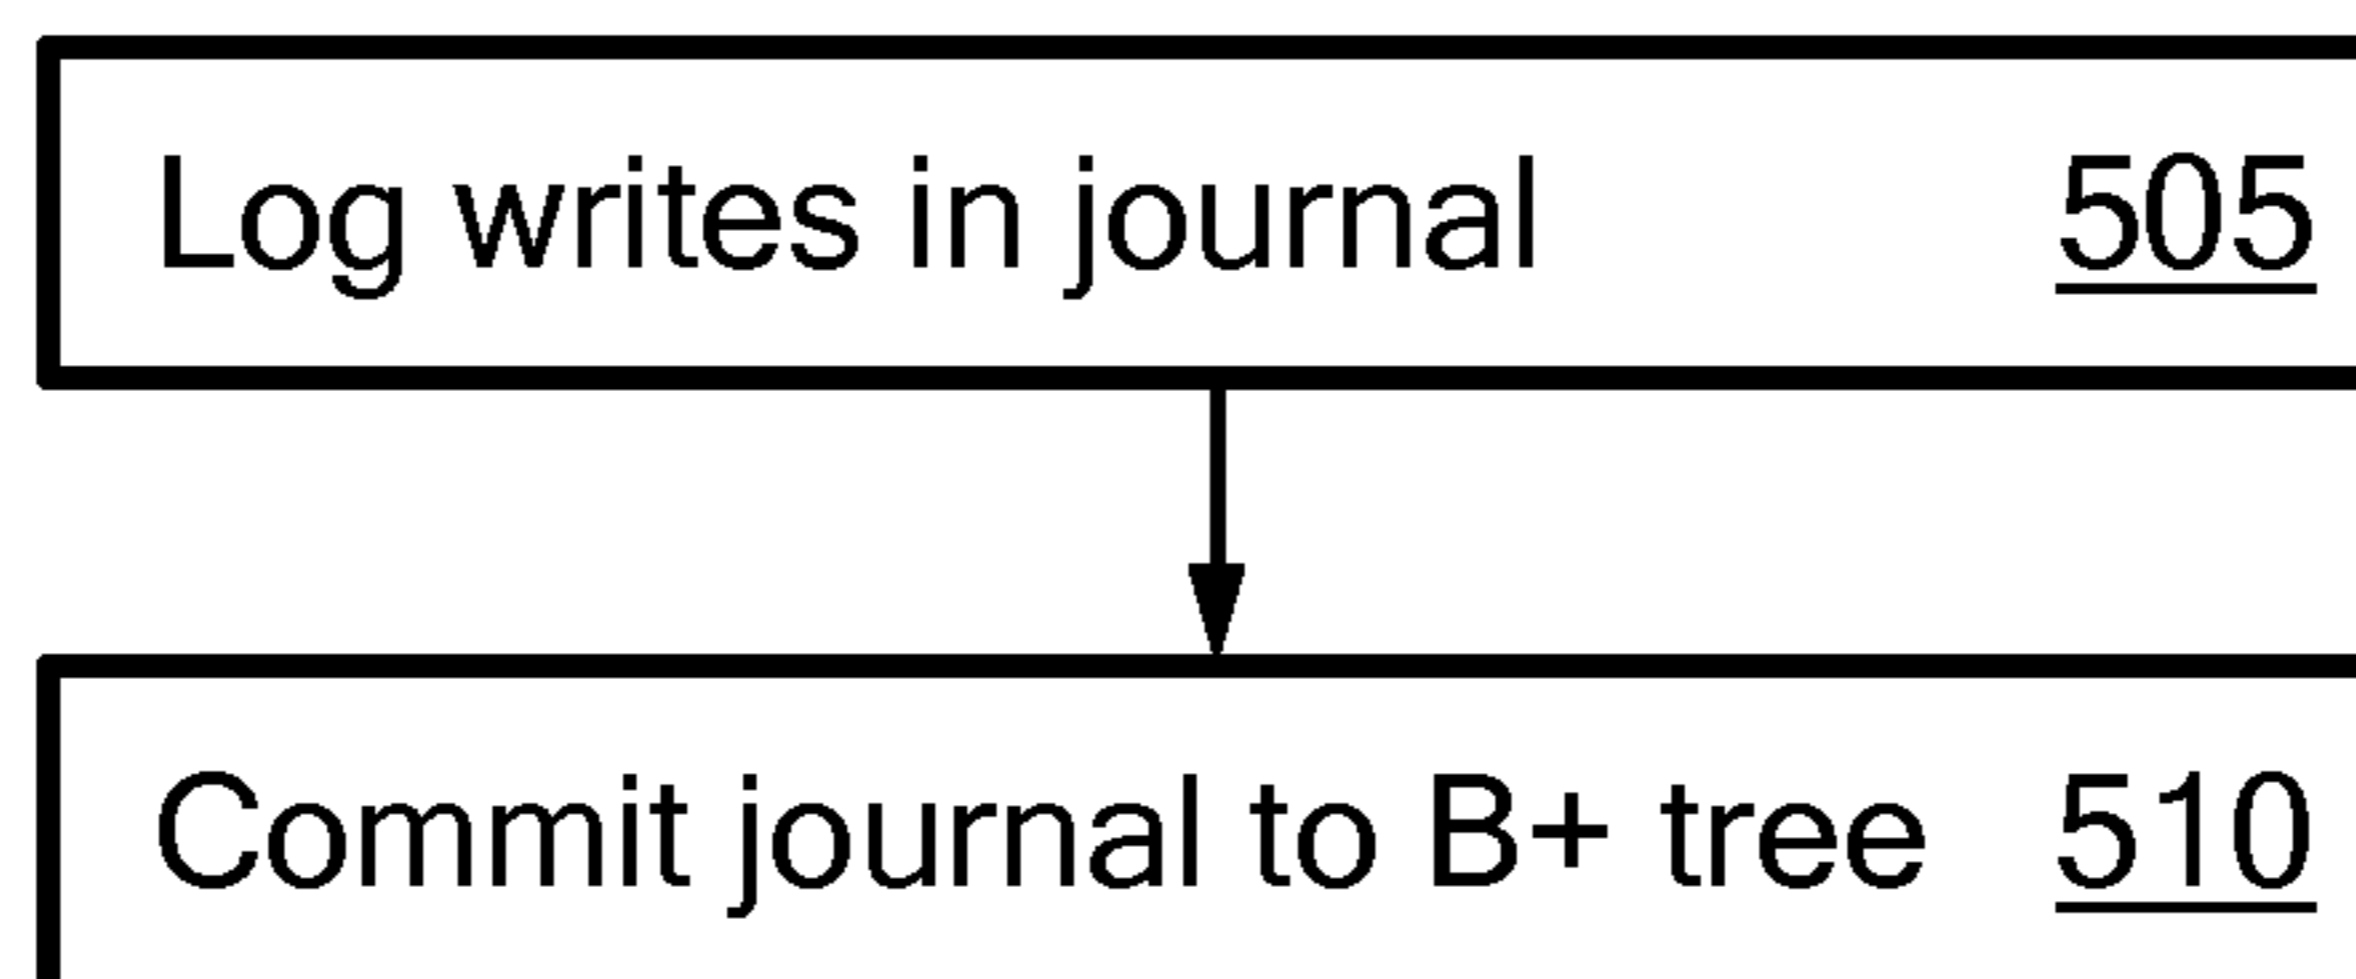 Log writes in journal 505
Commit journal to B+ tree 510